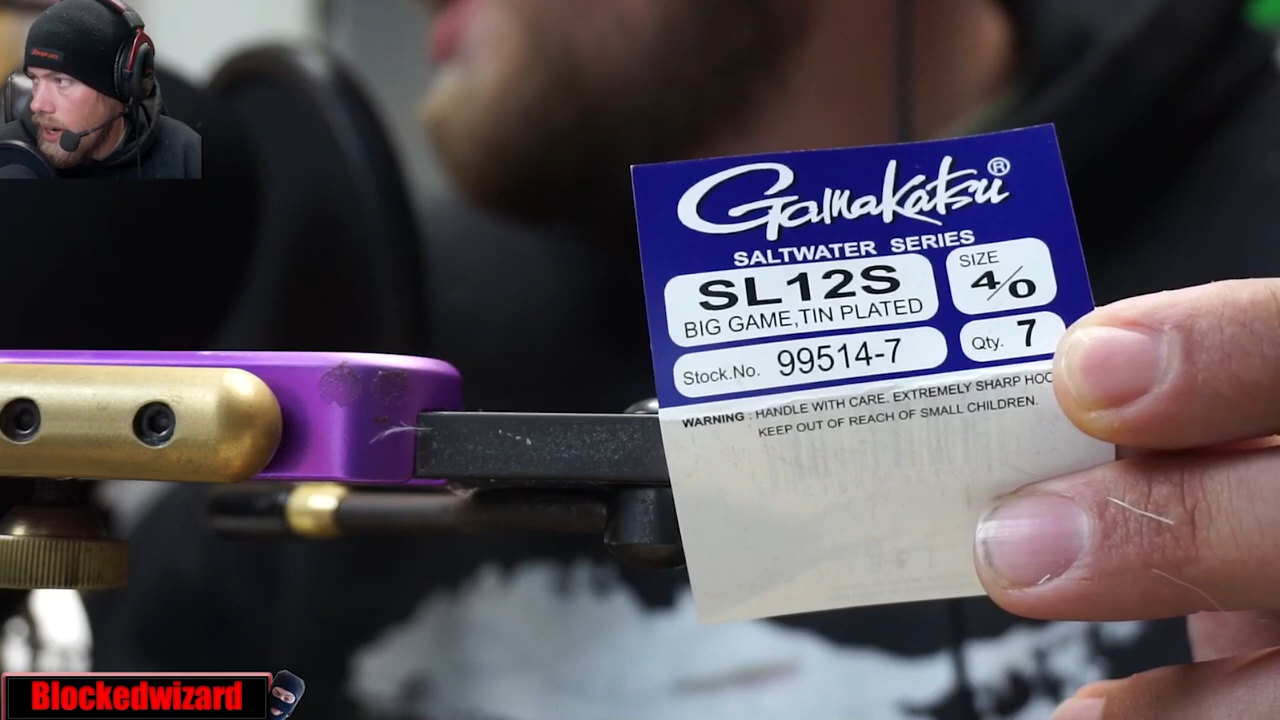 Gamakatsu®
SALTWATER SERIES
SL12S
BIG GAME, TIN PLATED
SIZE
4/0
Stock.No. 99514-7
Qty. 7
WARNING : HANDLE WITH CARE. EXTREMELY SHARP
KEEP OUT OF REACH OF SMALL CHILDREN.
Blockedwizard